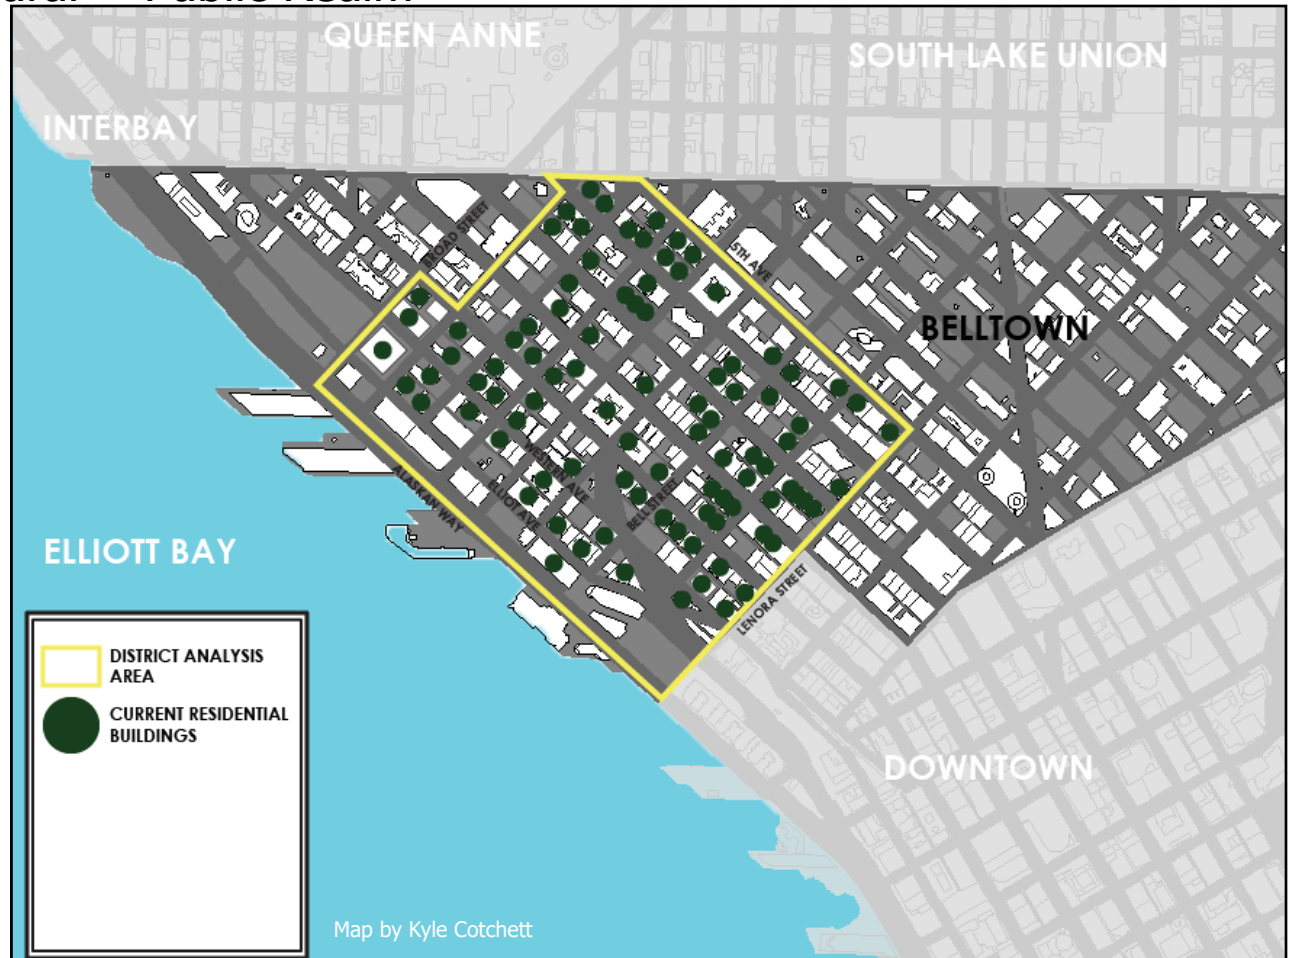 QUEEN ANNE
SOUTH LAKE UNION
INTERBAY
BROAD STREET
5TH AVE
BELLTOWN
WESTERN AVE
ELLIOT AVE
ALASKAN WAY
BELL STREET
ELLIOTT BAY
LENORA STREET
DISTRICT ANALYSIS
AREA
CURRENT RESIDENTIAL
BUILDINGS
DOWNTOWN
Map by Kyle Cotchett